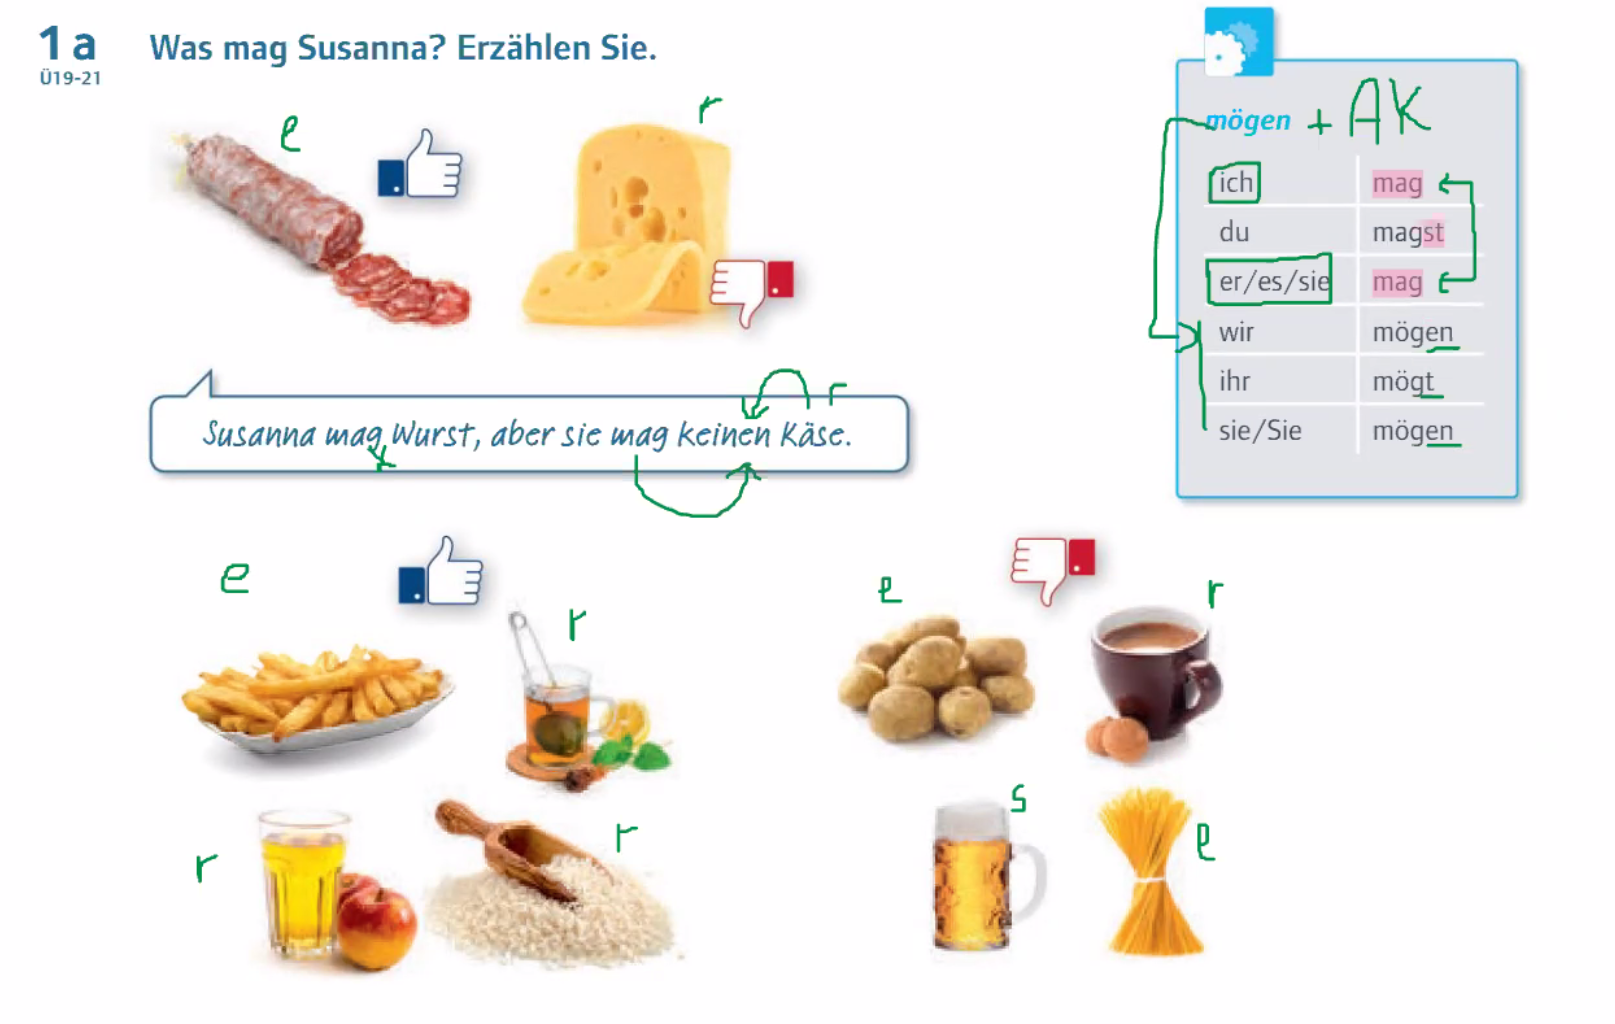 1a Was mag Susanna? Erzählen Sie.
Ü19-21
e
r
mögen + AK
ich mag
du magst
er/es/sie mag
wir mögen
ihr mögt
sie/Sie mögen
r
Susanna mag Wurst, aber sie mag keinen Käse.
e
r
e
r
r
r
s
e